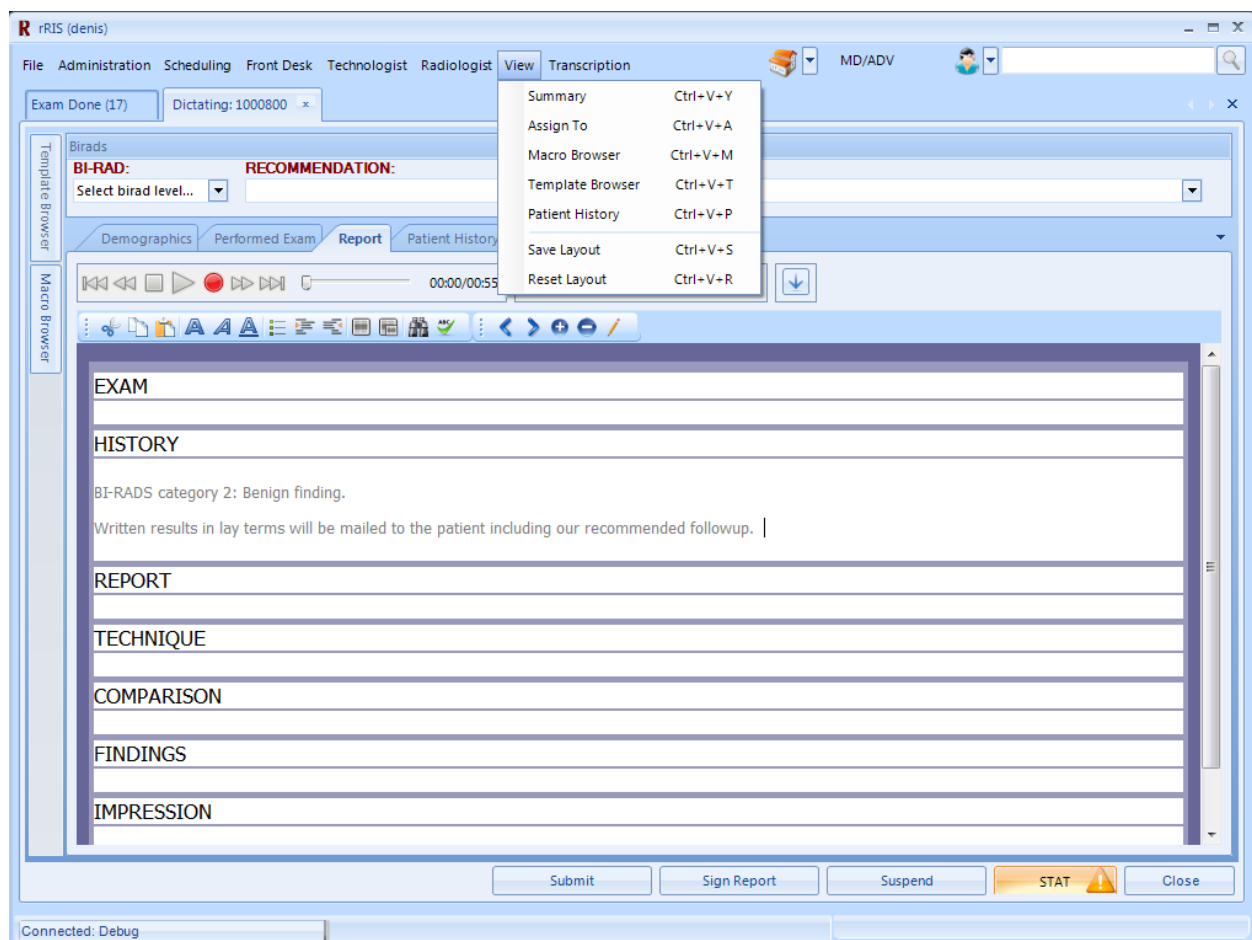 rRIS (denis)
File Administration Scheduling Front Desk Technologist Radiologist View Transcription MD/ADV
Exam Done (17) Dictating: 1000800 x
Summary Ctrl+V+Y
Assign To Ctrl+V+A
Macro Browser Ctrl+V+M
Template Browser Ctrl+V+T
Patient History Ctrl+V+P
Save Layout Ctrl+V+S
Reset Layout Ctrl+V+R
Template Browser
Macro Browser
Birads
BI-RAD: RECOMMENDATION:
Select birad level...
Demographics Performed Exam Report Patient History
00:00/00:55
EXAM
HISTORY
BI-RADS category 2: Benign finding.
Written results in lay terms will be mailed to the patient including our recommended followup.
REPORT
TECHNIQUE
COMPARISON
FINDINGS
IMPRESSION
Submit Sign Report Suspend STAT Close
Connected: Debug